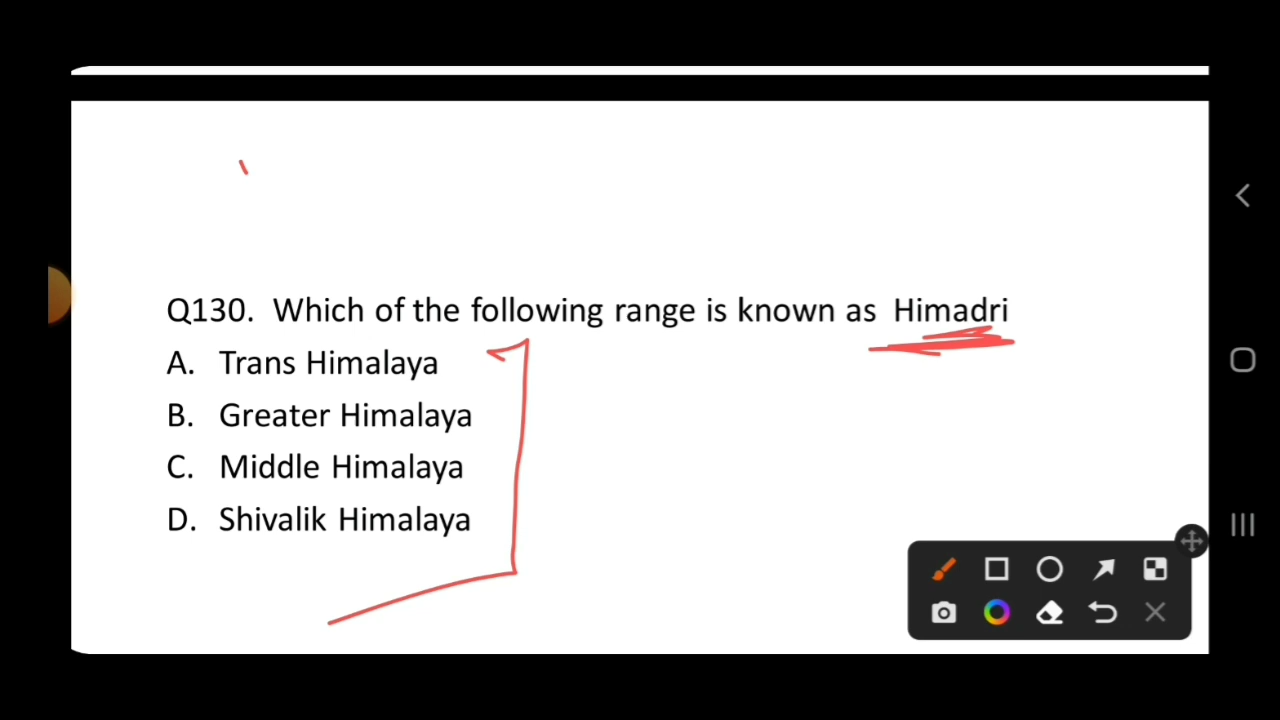 Q130. Which of the following range is known as Himadri
A. Trans Himalaya
B. Greater Himalaya
C. Middle Himalaya
D. Shivalik Himalaya